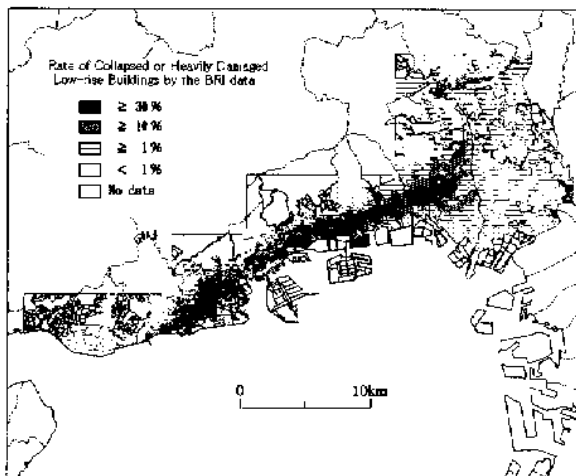 Rate of Collapsed or Heavily Damaged
Low-rise Buildings by the BRI data
≥ 30%
≥ 10%
≥ 1%
< 1%
No data
0 10km